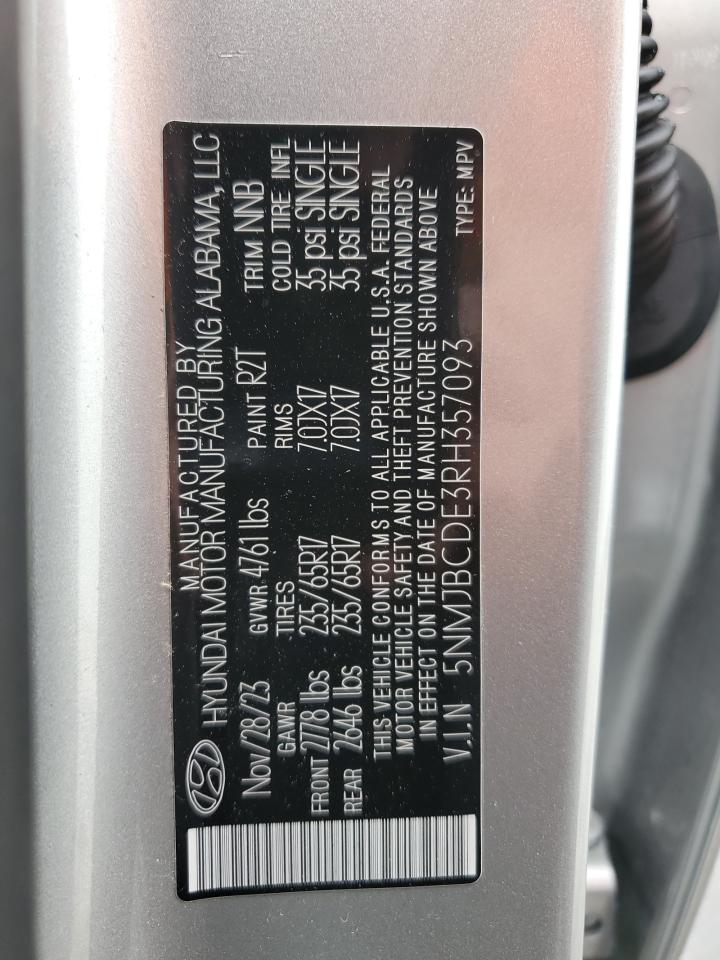 MANUFACTURED BY
HYUNDAI MOTOR MANUFACTURING ALABAMA, LLC
Nov/28/23 GVWR 4761 lbs PAINT R2T TRIM NNB
GAWR TIRES RIMS COLD TIRE INFL
FRONT 2778 lbs 235/65R17 7.0JX17 35 psi SINGLE
REAR 2646 lbs 235/65R17 7.0JX17 35 psi SINGLE
THIS VEHICLE CONFORMS TO ALL APPLICABLE U.S.A. FEDERAL
MOTOR VEHICLE SAFETY AND THEFT PREVENTION STANDARDS
IN EFFECT ON THE DATE OF MANUFACTURE SHOWN ABOVE
V.I.N 5NMJBCDE3RH357093 TYPE: MPV